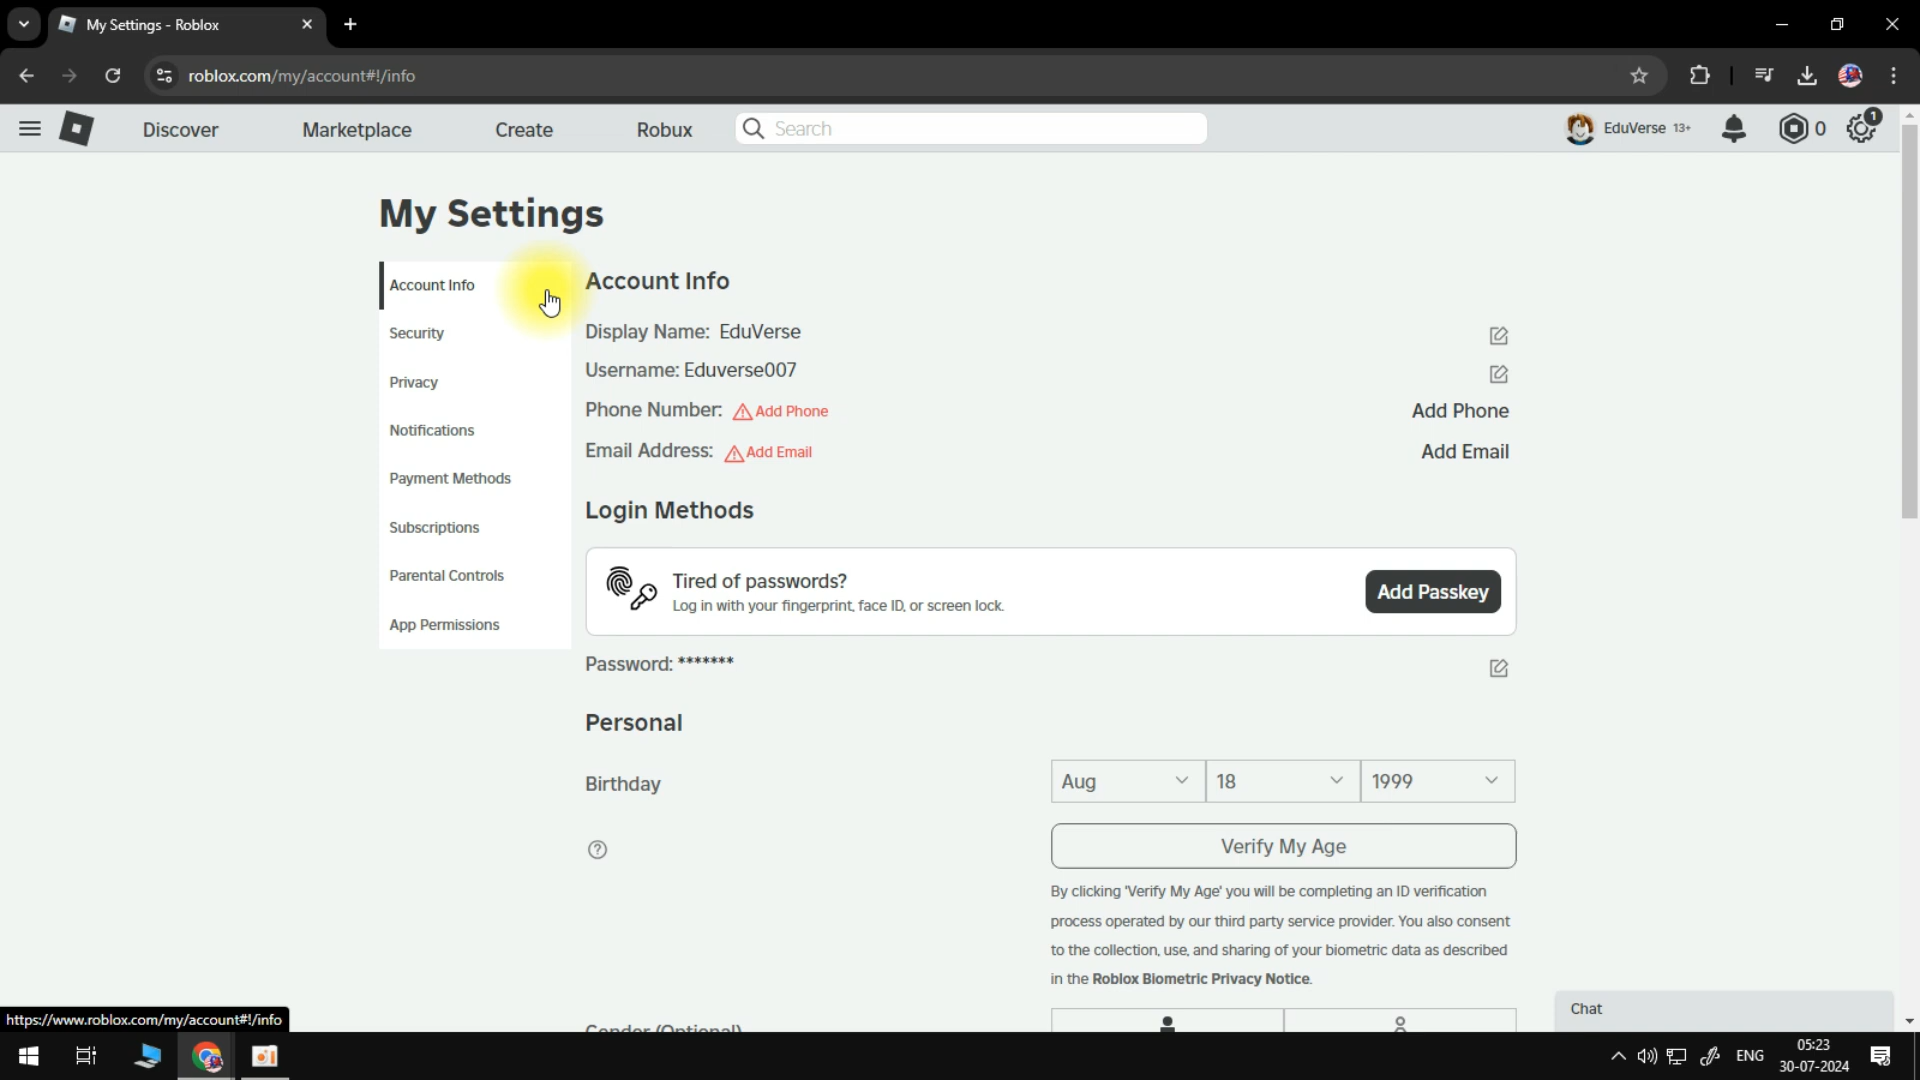 My Settings - Roblox
roblox.com/my/account#!/info
Discover
Marketplace
Create
Robux
Search
EduVerse 13+
0
1
My Settings
Account Info
Security
Privacy
Notifications
Payment Methods
Subscriptions
Parental Controls
App Permissions
Account Info
Display Name: EduVerse
Username: Eduverse007
Phone Number: Add Phone
Add Phone
Email Address: Add Email
Add Email
Login Methods
Tired of passwords?
Log in with your fingerprint, face ID, or screen lock.
Add Passkey
Password: *******
Personal
Birthday
Aug
18
1999
Verify My Age
By clicking 'Verify My Age' you will be completing an ID verification
process operated by our third party service provider. You also consent
to the collection, use, and sharing of your biometric data as described
in the Roblox Biometric Privacy Notice.
Gender (Optional)
Chat
https://www.roblox.com/my/account#!/info
ENG
05:23
30-07-2024